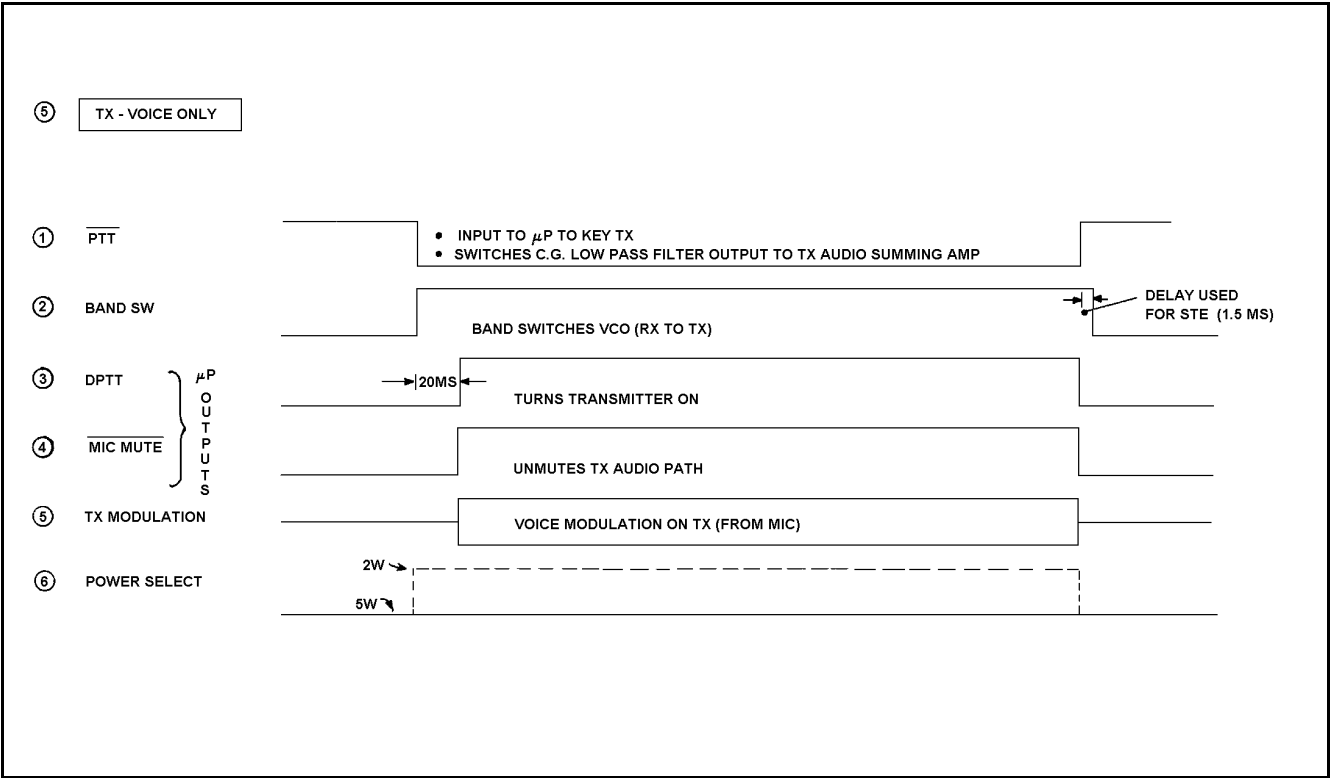 5 TX - VOICE ONLY
1 PTT
• INPUT TO μP TO KEY TX
• SWITCHES C.G. LOW PASS FILTER OUTPUT TO TX AUDIO SUMMING AMP
2 BAND SW
BAND SWITCHES VCO (RX TO TX)
DELAY USED
FOR STE (1.5 MS)
3 DPTT
μP
OUTPUTS
20MS
TURNS TRANSMITTER ON
4 MIC MUTE
UNMUTES TX AUDIO PATH
5 TX MODULATION
VOICE MODULATION ON TX (FROM MIC)
6 POWER SELECT
2W
5W